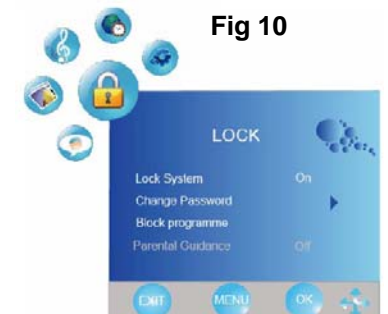 Fig 10
LOCK
Lock System On
Change Password
Block programme
Parental Guidance Off
EXIT MENU OK